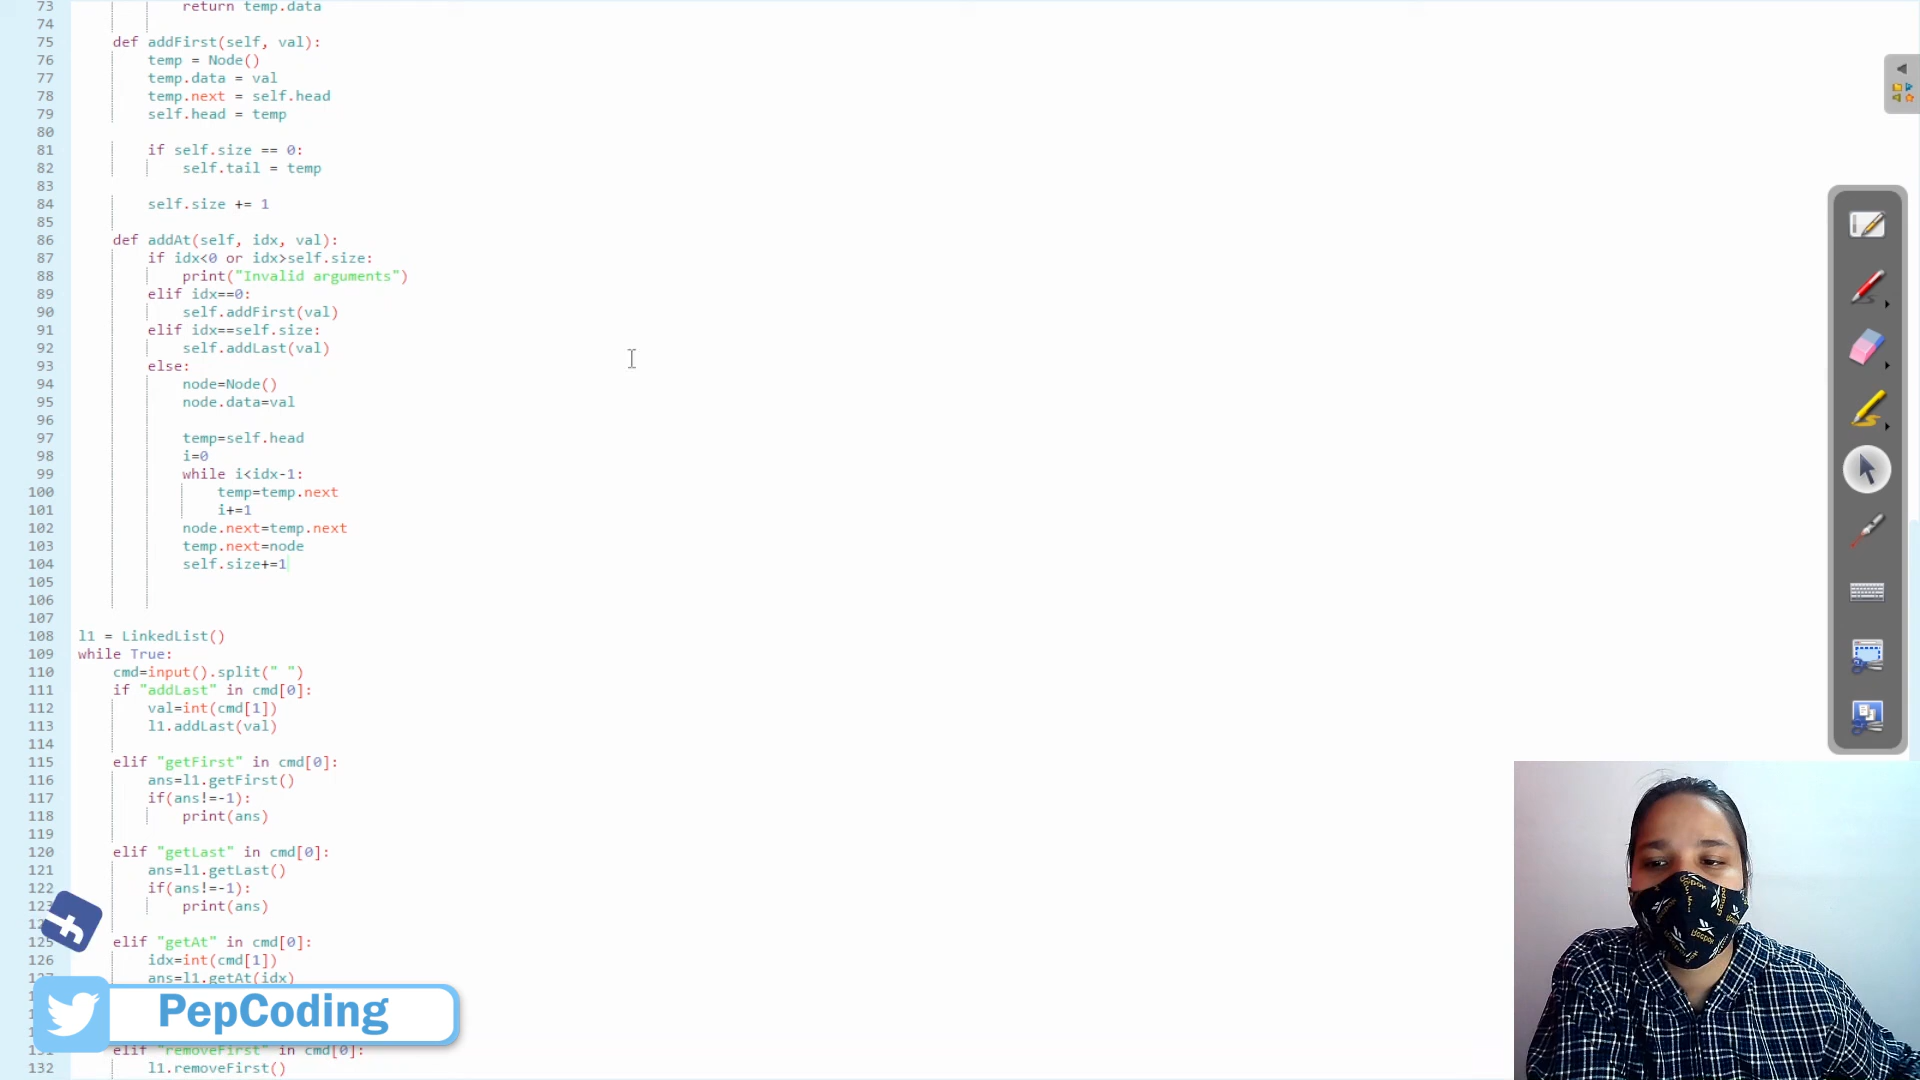 73 return temp.data
74
75 def addFirst(self, val):
76 temp = Node()
77 temp.data = val
78 temp.next = self.head
79 self.head = temp
80
81 if self.size == 0:
82 self.tail = temp
83
84 self.size += 1
85
86 def addAt(self, idx, val):
87 if idx<0 or idx>self.size:
88 print("Invalid arguments")
89 elif idx==0:
90 self.addFirst(val)
91 elif idx==self.size:
92 self.addLast(val)
93 else:
94 node=Node()
95 node.data=val
96
97 temp=self.head
98 i=0
99 while i<idx-1:
100 temp=temp.next
101 i+=1
102 node.next=temp.next
103 temp.next=node
104 self.size+=1
105
106
107
108 l1 = LinkedList()
109 while True:
110 cmd=input().split(" ")
111 if "addLast" in cmd[0]:
112 val=int(cmd[1])
113 l1.addLast(val)
114
115 elif "getFirst" in cmd[0]:
116 ans=l1.getFirst()
117 if(ans!=-1):
118 print(ans)
119
120 elif "getLast" in cmd[0]:
121 ans=l1.getLast()
122 if(ans!=-1):
123 print(ans)
125 elif "getAt" in cmd[0]:
126 idx=int(cmd[1])
127 ans=l1.getAt(idx)
PepCoding
131 elif "removeFirst" in cmd[0]:
132 l1.removeFirst()